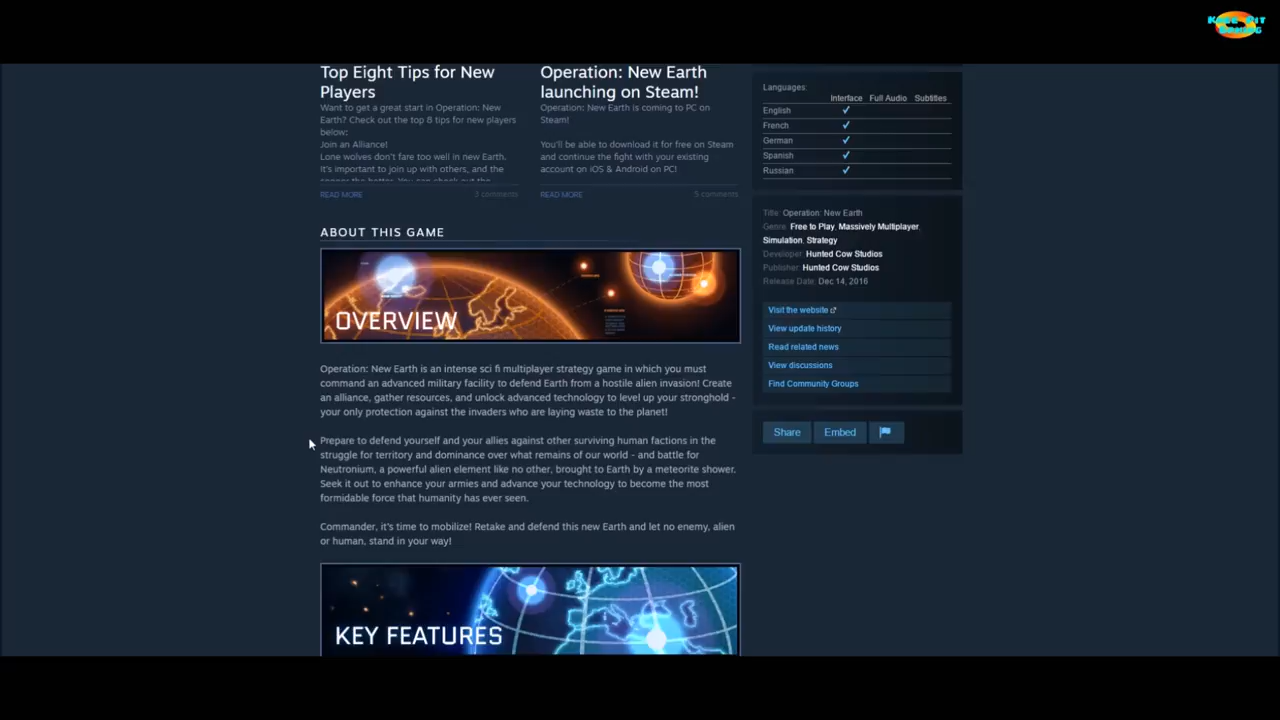 Top Eight Tips for New
Players
Want to get a great start in Operation: New
Earth? Check out the top 8 tips for new players
below:
Join an Alliance!
Lone wolves don't fare too well in new Earth.
It's important to join up with others, and the
READ MORE
3 comments
Operation: New Earth
launching on Steam!
Operation: New Earth is coming to PC on
Steam!
You'll be able to download it for free on Steam
and continue the fight with your existing
account on iOS & Android on PC!
READ MORE
5 comments
ABOUT THIS GAME
OVERVIEW
Operation: New Earth is an intense sci fi multiplayer strategy game in which you must
command an advanced military facility to defend Earth from a hostile alien invasion! Create
an alliance, gather resources, and unlock advanced technology to level up your stronghold -
your only protection against the invaders who are laying waste to the planet!
Prepare to defend yourself and your allies against other surviving human factions in the
struggle for territory and dominance over what remains of our world - and battle for
Neutronium, a powerful alien element like no other, brought to Earth by a meteorite shower.
Seek it out to enhance your armies and advance your technology to become the most
formidable force that humanity has ever seen.
Commander, it's time to mobilize! Retake and defend this new Earth and let no enemy, alien
or human, stand in your way!
KEY FEATURES
Languages:
Interface Full Audio Subtitles
English ✔
French ✔
German ✔
Spanish ✔
Russian ✔
Title: Operation: New Earth
Genre: Free to Play, Massively Multiplayer,
Simulation, Strategy
Developer: Hunted Cow Studios
Publisher: Hunted Cow Studios
Release Date: Dec 14, 2016
Visit the website
View update history
Read related news
View discussions
Find Community Groups
Share
Embed